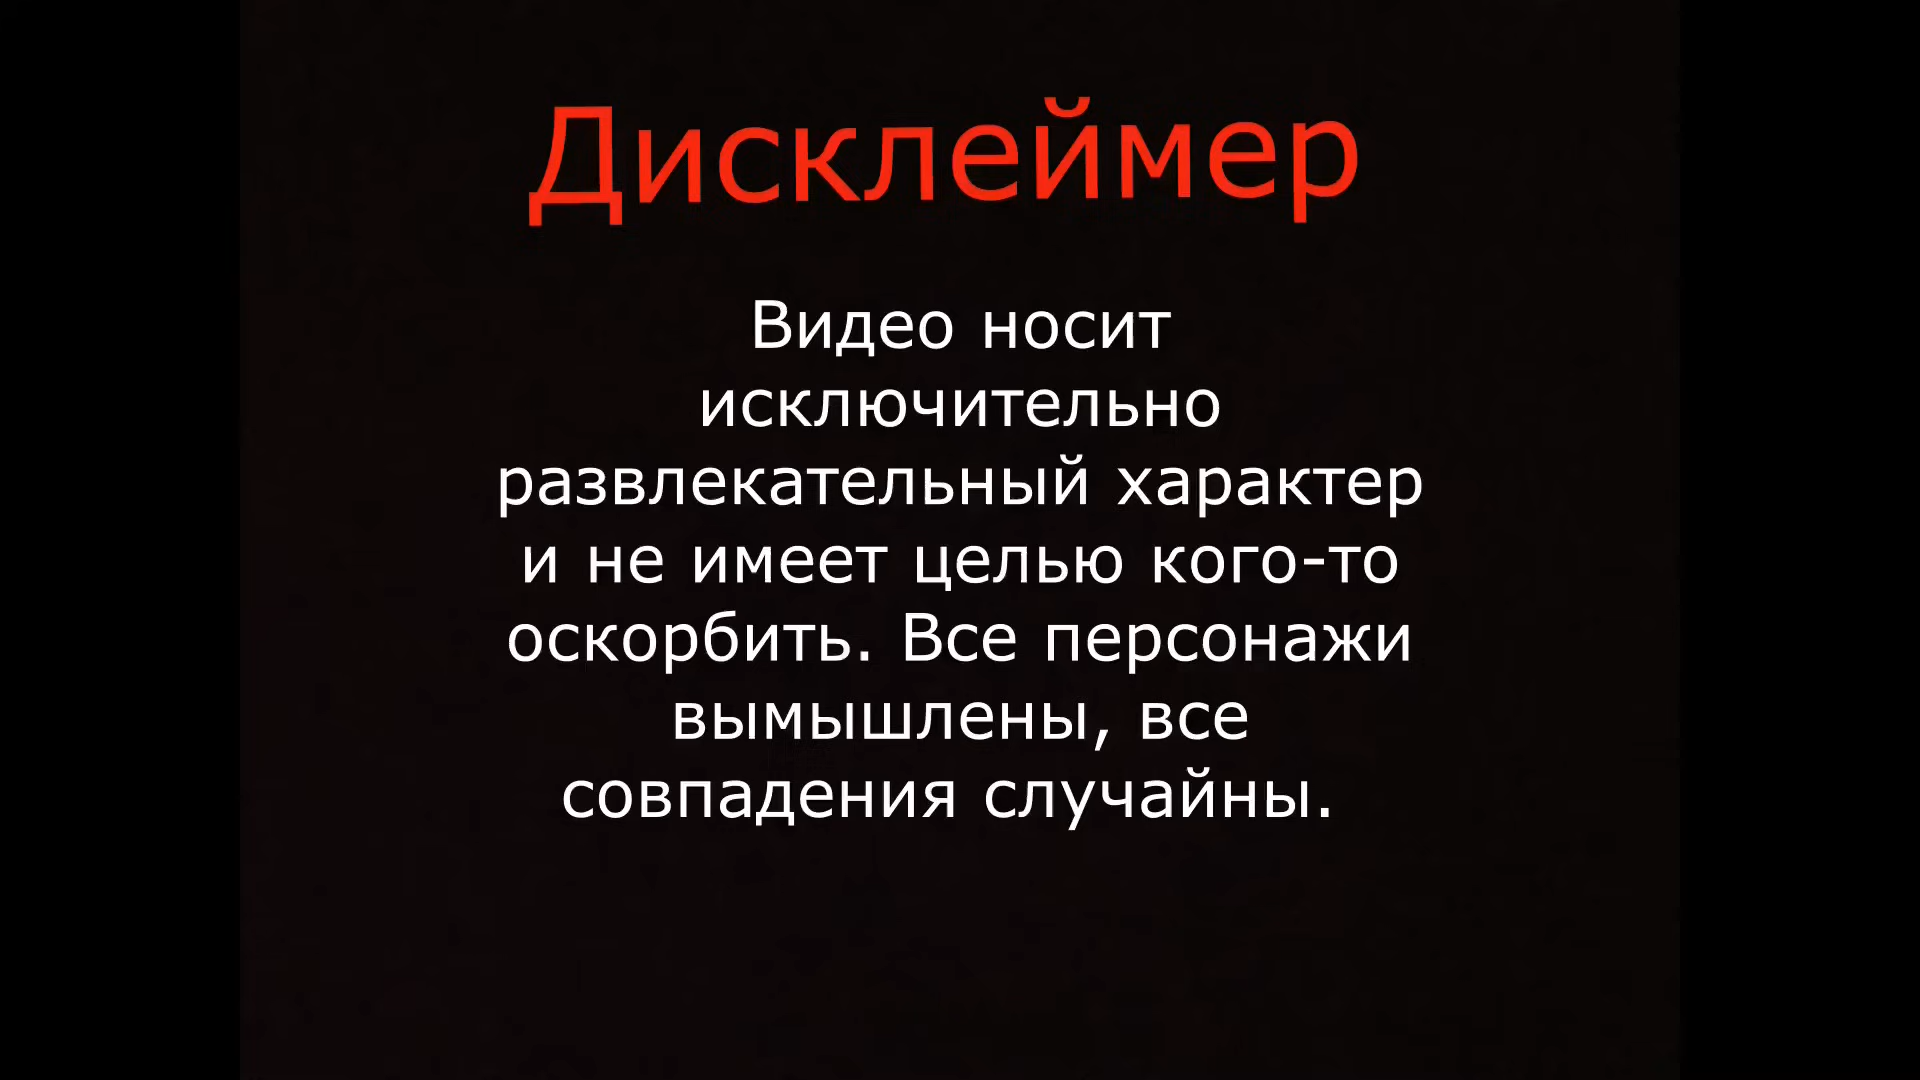 Дисклеймер
Видео носит
исключительно
развлекательный характер
и не имеет целью кого-то
оскорбить. Все персонажи
вымышлены, все
совпадения случайны.